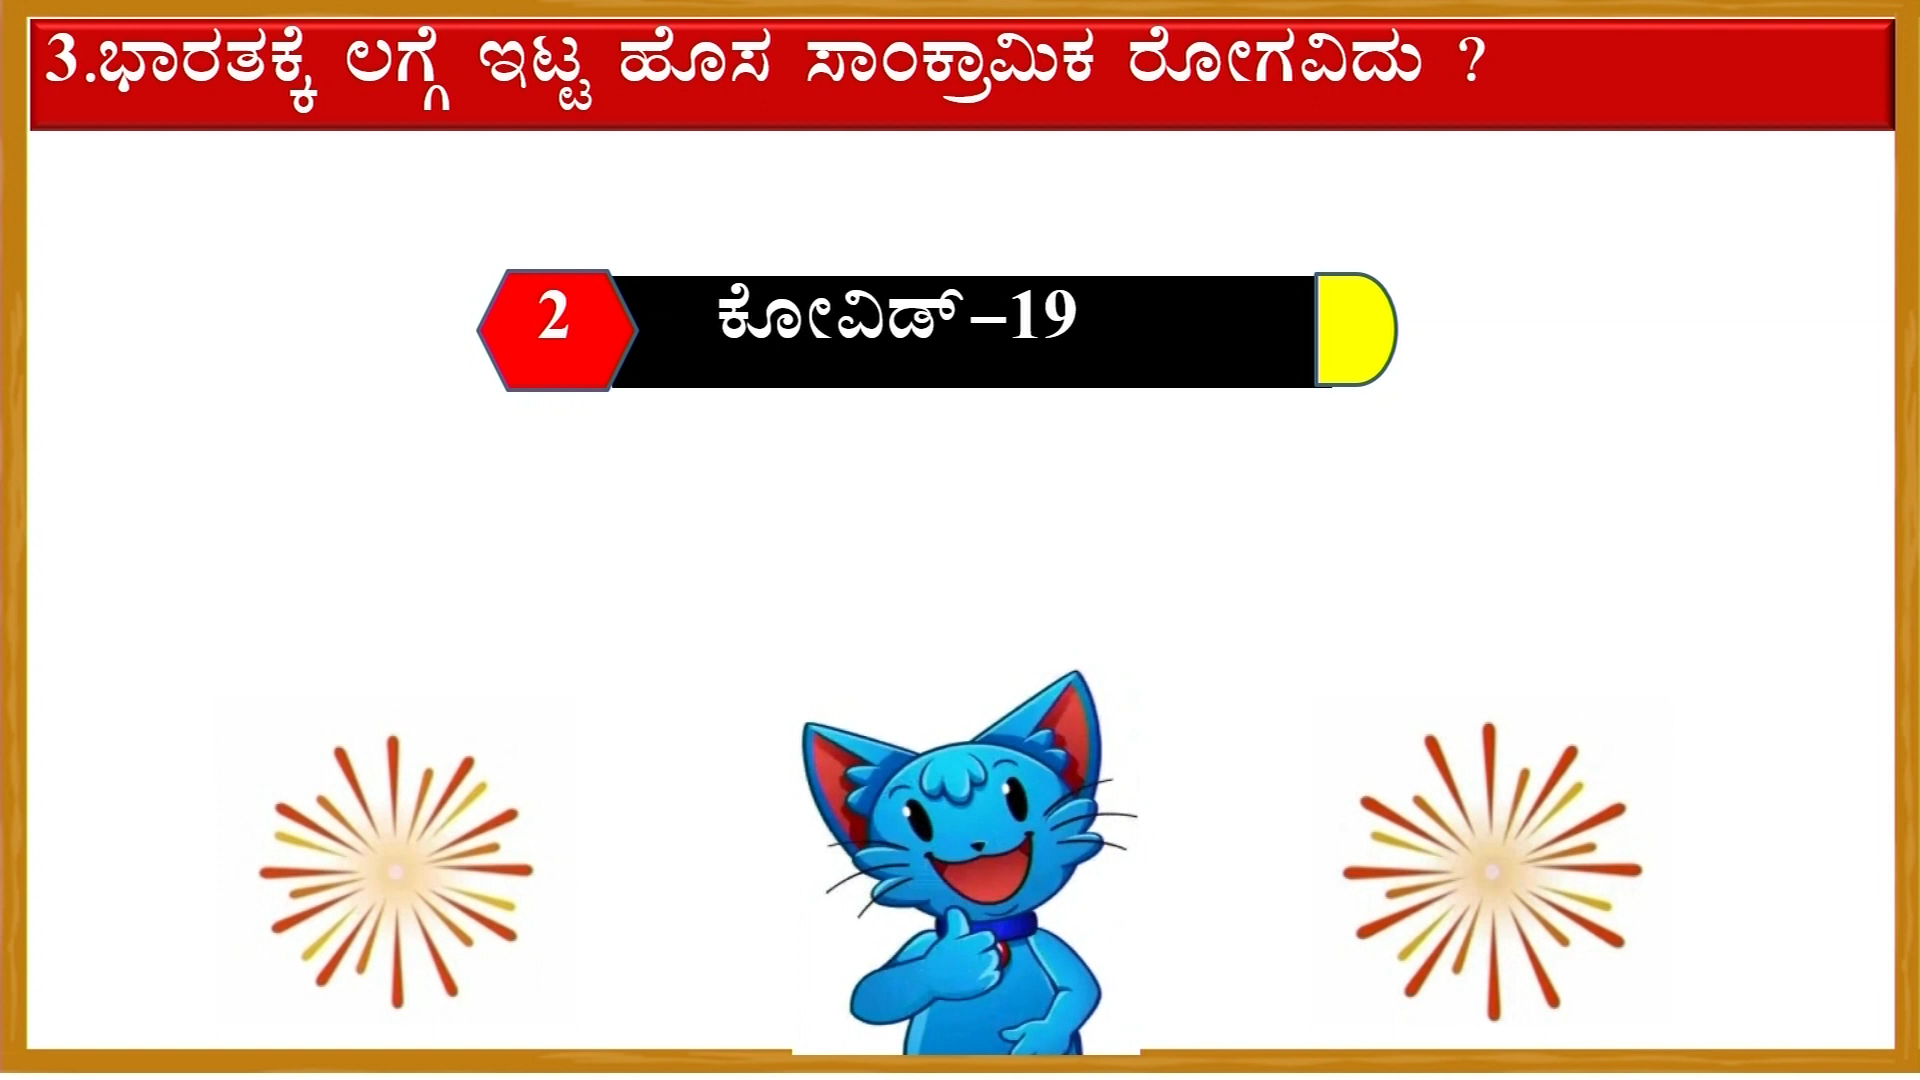 3.ಭಾರತಕ್ಕೆ ಲಗ್ಗೆ ಇಟ್ಟ ಹೊಸ ಸಾಂಕ್ರಾಮಿಕ ರೋಗವಿದು ?
2 ಕೋವಿಡ್–19